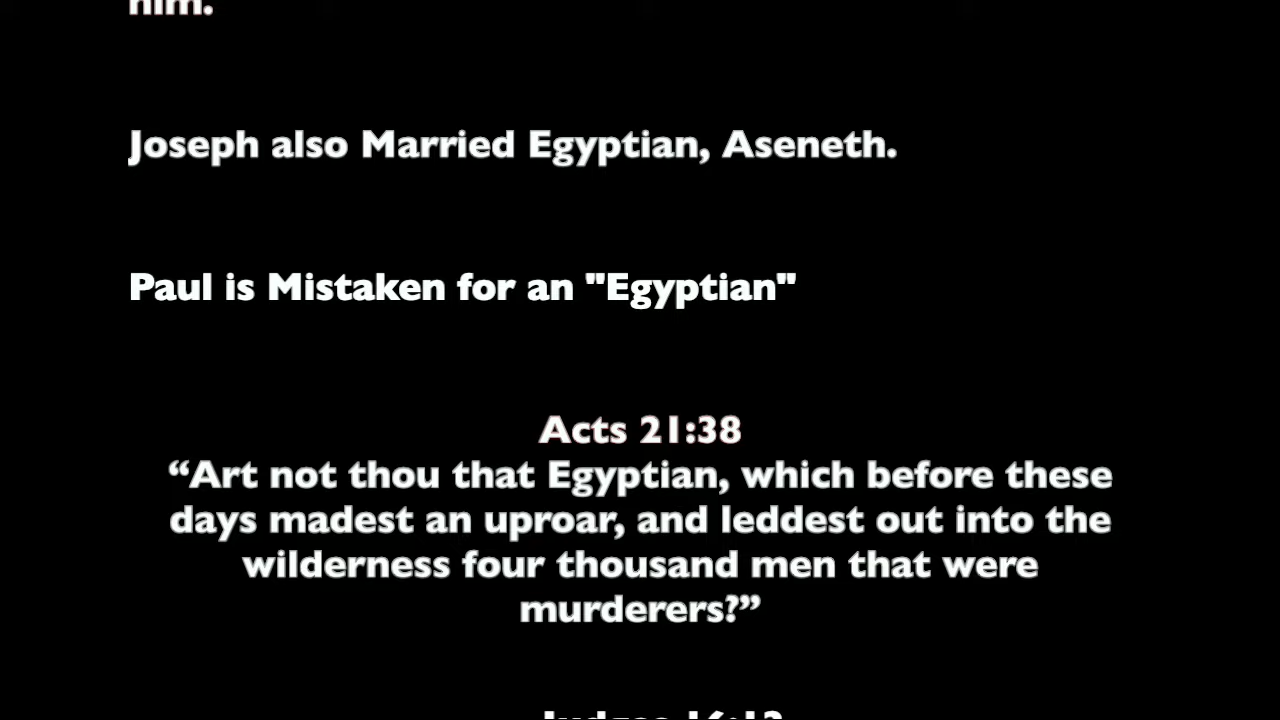 him.
Joseph also Married Egyptian, Aseneth.
Paul is Mistaken for an "Egyptian"
Acts 21:38
“Art not thou that Egyptian, which before these
days madest an uproar, and leddest out into the
wilderness four thousand men that were
murderers?”